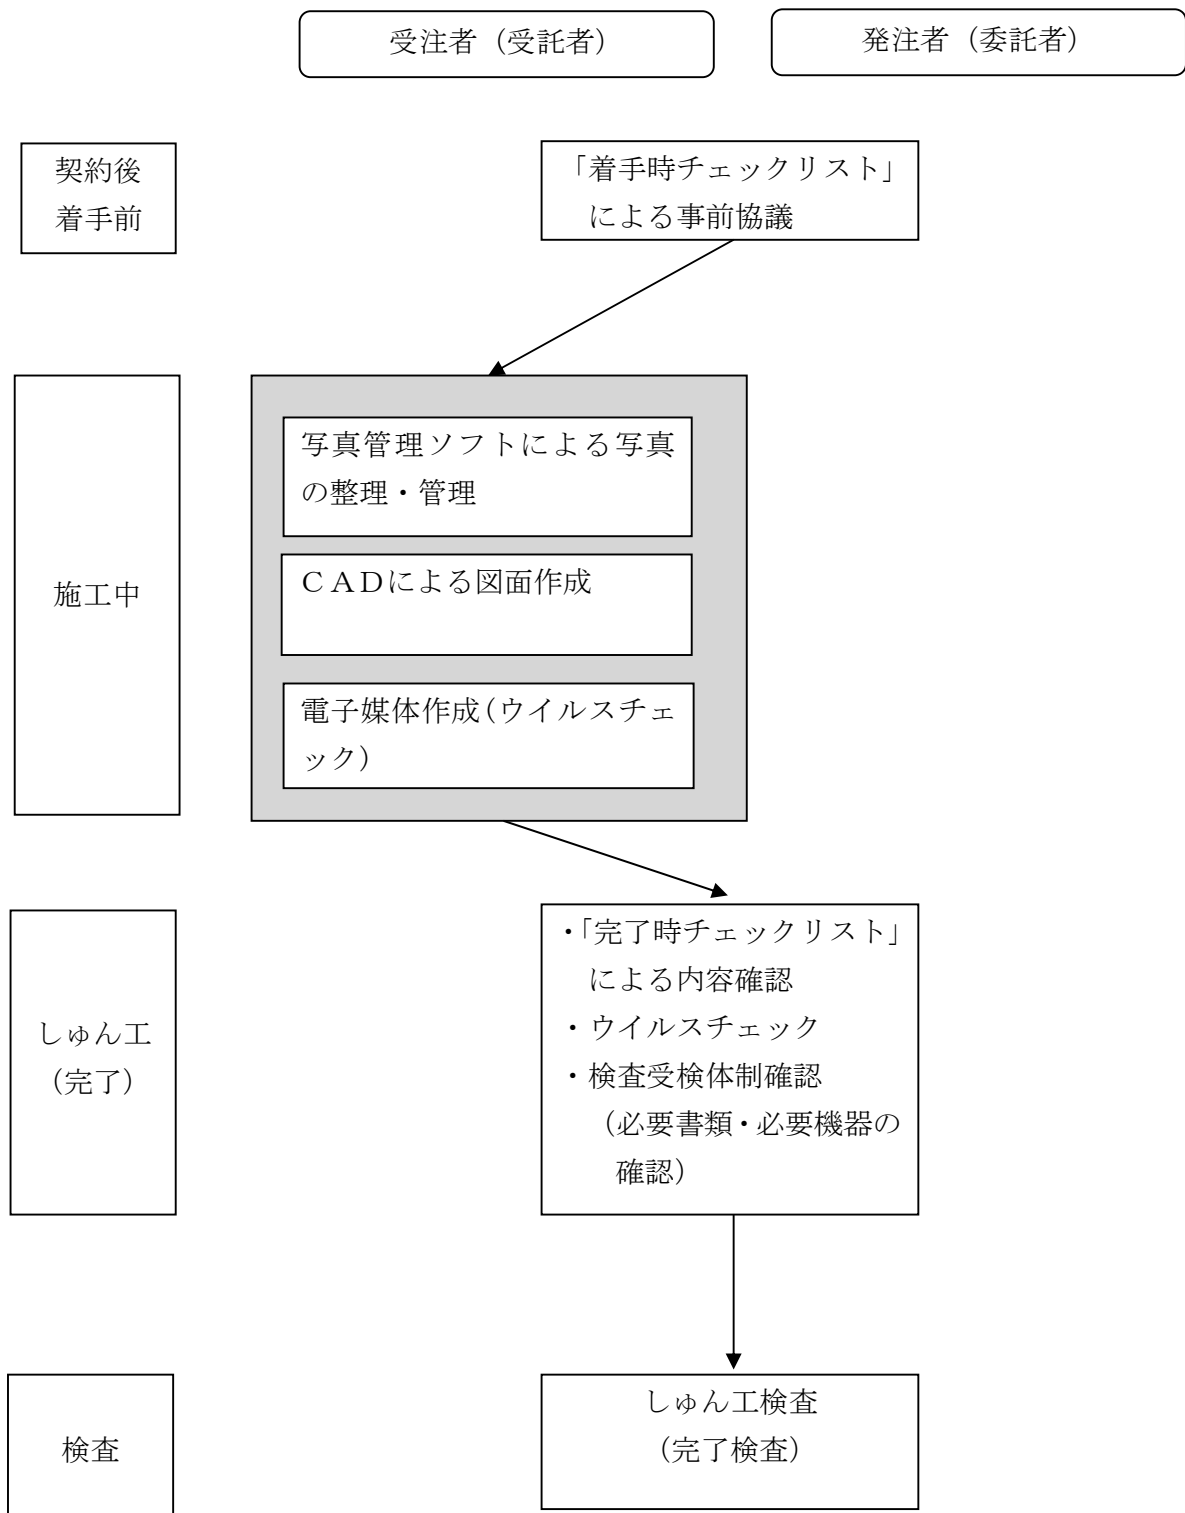 受注者（受託者）
発注者（委託者）
契約後
着手前
「着手時チェックリスト」
による事前協議
施工中
写真管理ソフトによる写真
の整理・管理
ＣＡＤによる図面作成
電子媒体作成（ウイルスチェ
ック）
しゅん工
（完了）
・「完了時チェックリスト」
による内容確認
・ウイルスチェック
・検査受検体制確認
（必要書類・必要機器の
確認）
検査
しゅん工検査
（完了検査）